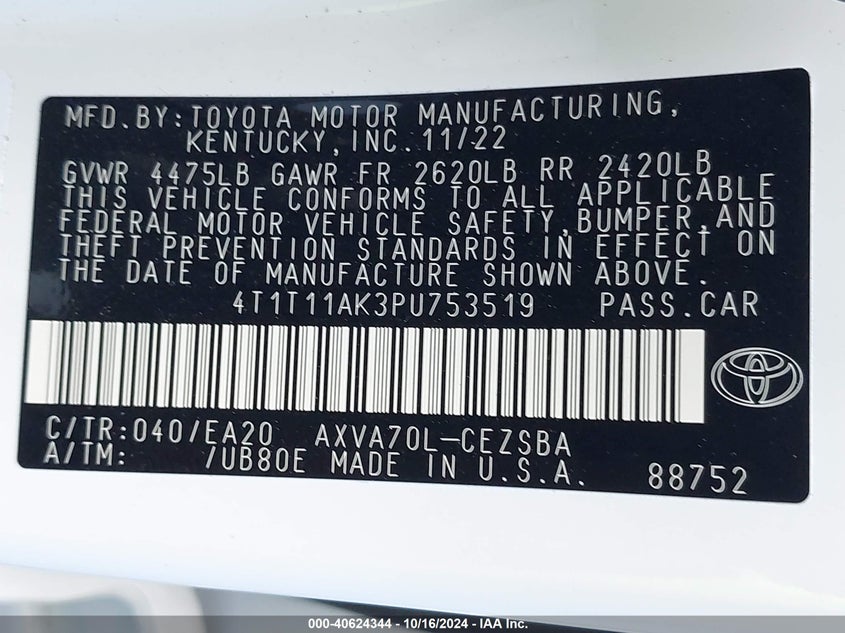 MFD.BY:TOYOTA MOTOR MANUFACTURING,
KENTUCKY,INC.11/22
GVWR 4475LB GAWR FR 2620LB RR 2420LB
THIS VEHICLE CONFORMS TO ALL APPLICABLE
FEDERAL MOTOR VEHICLE SAFETY,BUMPER,AND
THEFT PREVENTION STANDARDS IN EFFECT ON
THE DATE OF MANUFACTURE SHOWN ABOVE.
4T1T11AK3PU753519 PASS.CAR
C/TR:040/EA20 AXVA70L-CEZSBA
A/TM: /UB80E MADE IN U.S.A. 88752
000-40624344 - 10/16/2024 - IAA Inc.